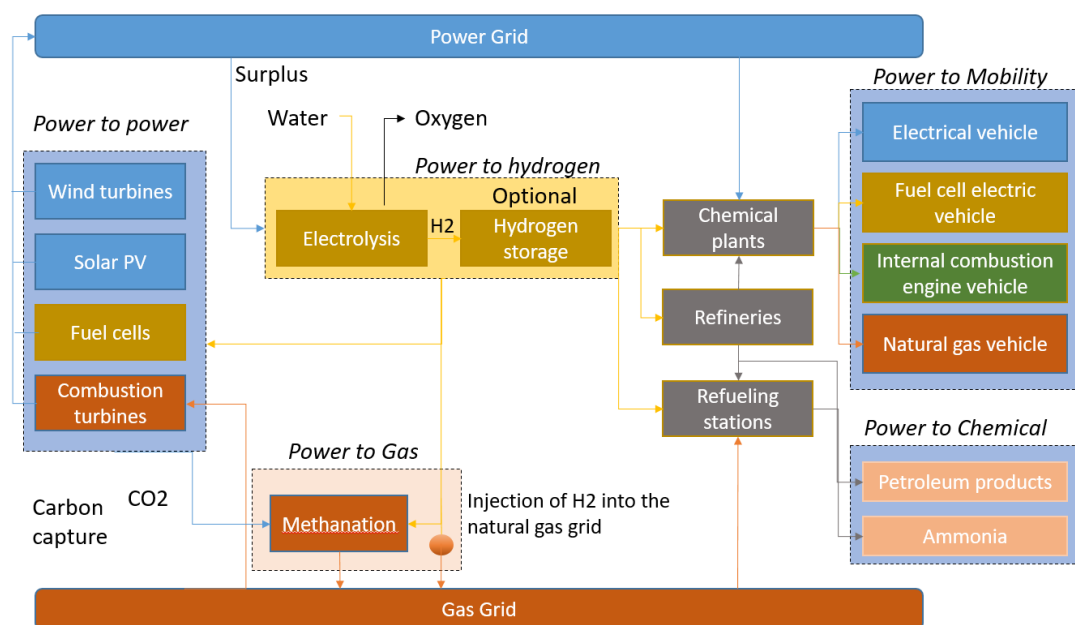 Power Grid
Surplus
Power to Mobility
Power to power
Water
Oxygen
Electrical vehicle
Power to hydrogen
Wind turbines
Optional
Fuel cell electric
vehicle
Electrolysis
H2
Hydrogen
storage
Chemical
plants
Solar PV
Internal combustion
engine vehicle
Fuel cells
Refineries
Natural gas vehicle
Combustion
turbines
Refueling
stations
Power to Gas
Power to Chemical
Petroleum products
CO2
Carbon
capture
Methanation
Injection of H2 into the
natural gas grid
Ammonia
Gas Grid